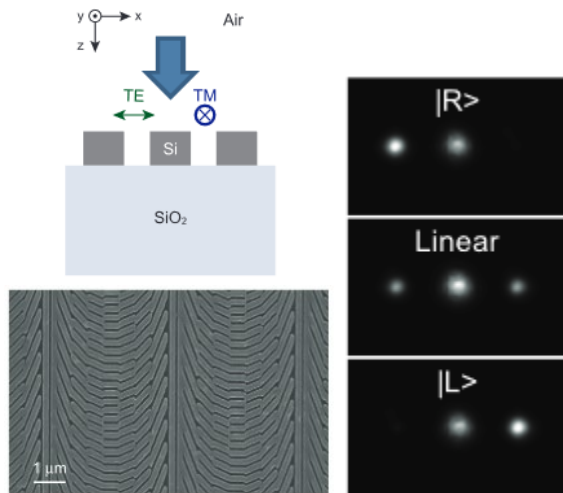 y x
z
Air
TE TM
Si
SiO₂
1 μm
|R>
Linear
|L>